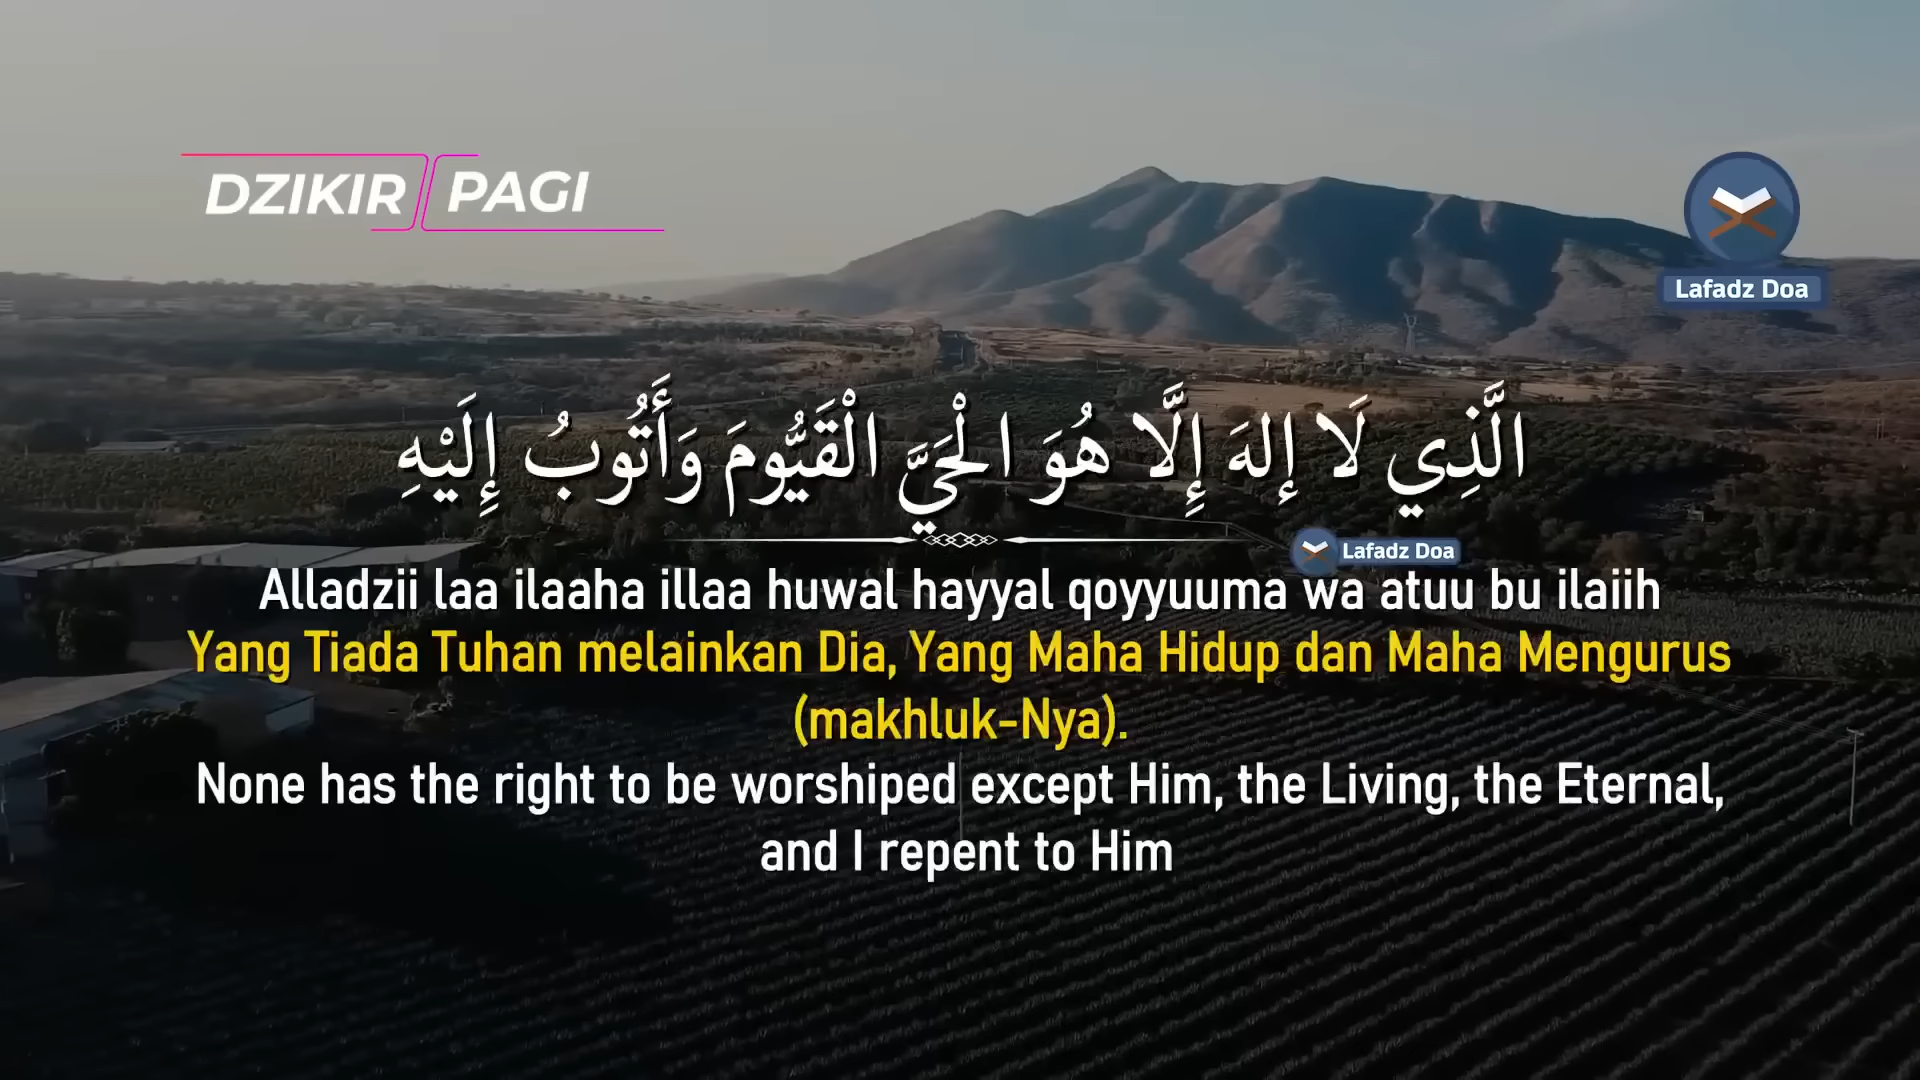 DZIKIR PAGI
Lafadz Doa
الَّذِي لَا إِلهَ إِلَّا هُوَ الْحَيَّ الْقَيُّومَ وَأَتُوبُ إِلَيْهِ
Lafadz Doa
Alladzii laa ilaaha illaa huwal hayyal qoyyuuma wa atuu bu ilaiih
Yang Tiada Tuhan melainkan Dia, Yang Maha Hidup dan Maha Mengurus
(makhluk-Nya).
None has the right to be worshiped except Him, the Living, the Eternal,
and I repent to Him